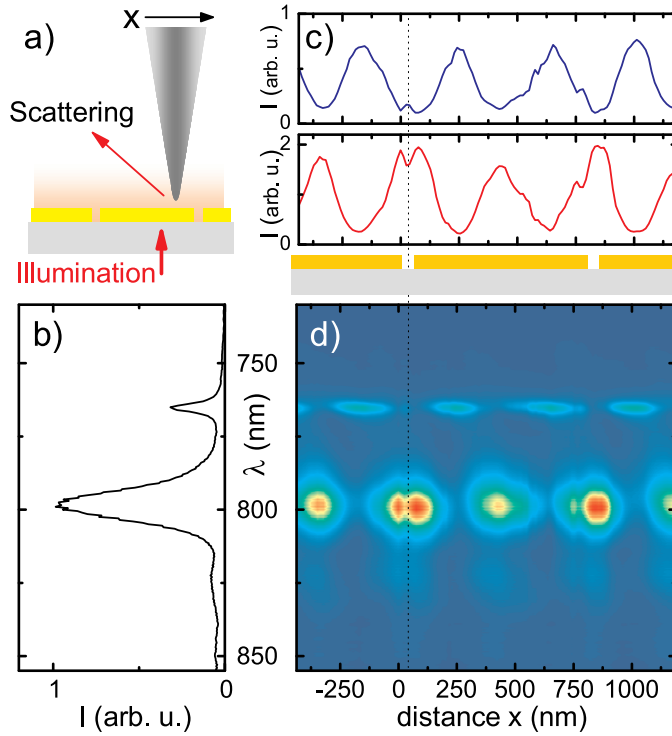 a)
X
Scattering
Illumination
c)
1
I (arb. u.)
0
2
I (arb. u.)
0
b)
750
λ (nm)
800
850
1
0
I (arb. u.)
d)
-250 0 250 500 750 1000
distance x (nm)